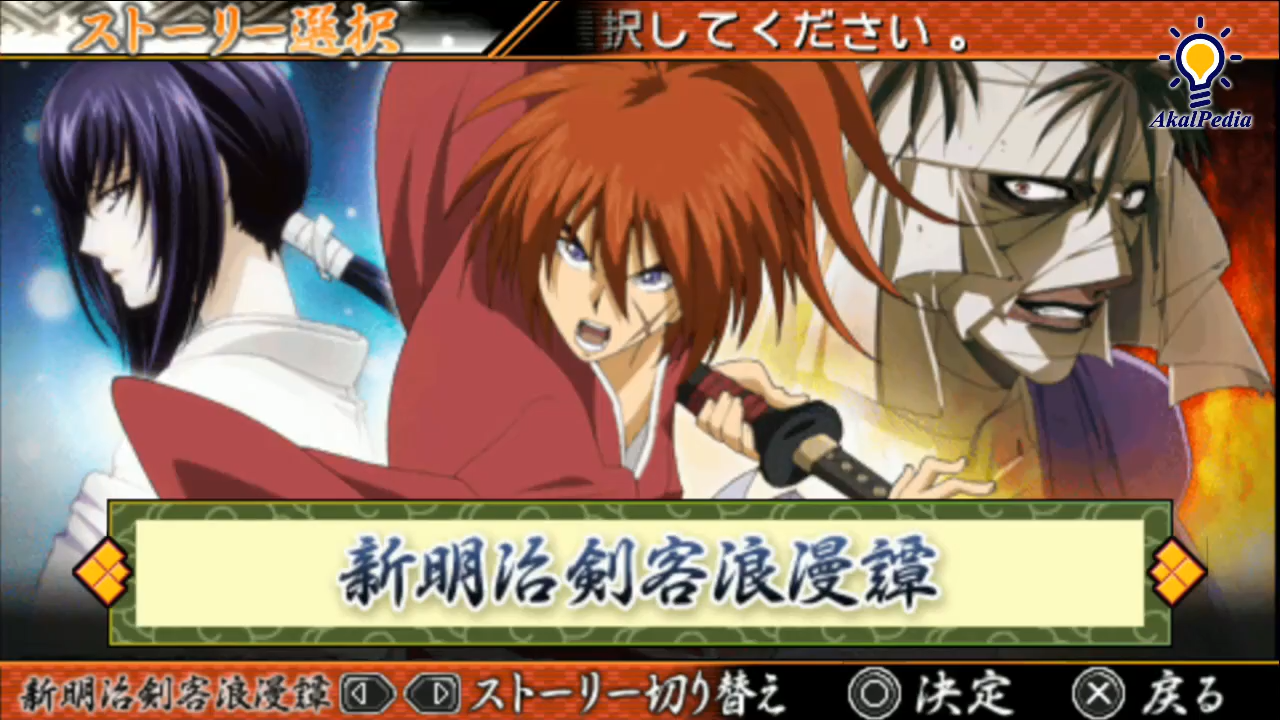 ストーリー選択
択してください。
AkalPedia
新明治剣客浪漫譚
新明治剣客浪漫譚 ストーリー切り替え 決定 戻る